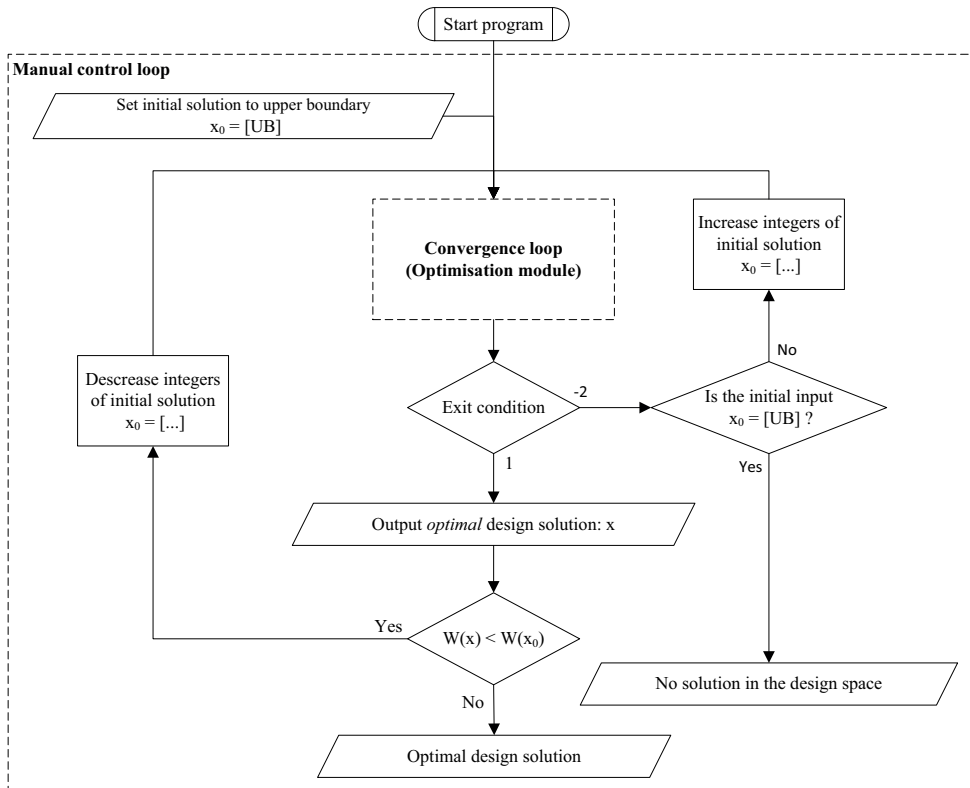 Start program
Manual control loop
Set initial solution to upper boundary
x₀ = [UB]
Convergence loop
(Optimisation module)
Increase integers of
initial solution
x₀ = [...]
No
Descrease integers
of initial solution
x₀ = [...]
Exit condition
-2
Is the initial input
x₀ = [UB] ?
1
Yes
Output optimal design solution: x
Yes
W(x) < W(x₀)
No
No solution in the design space
Optimal design solution